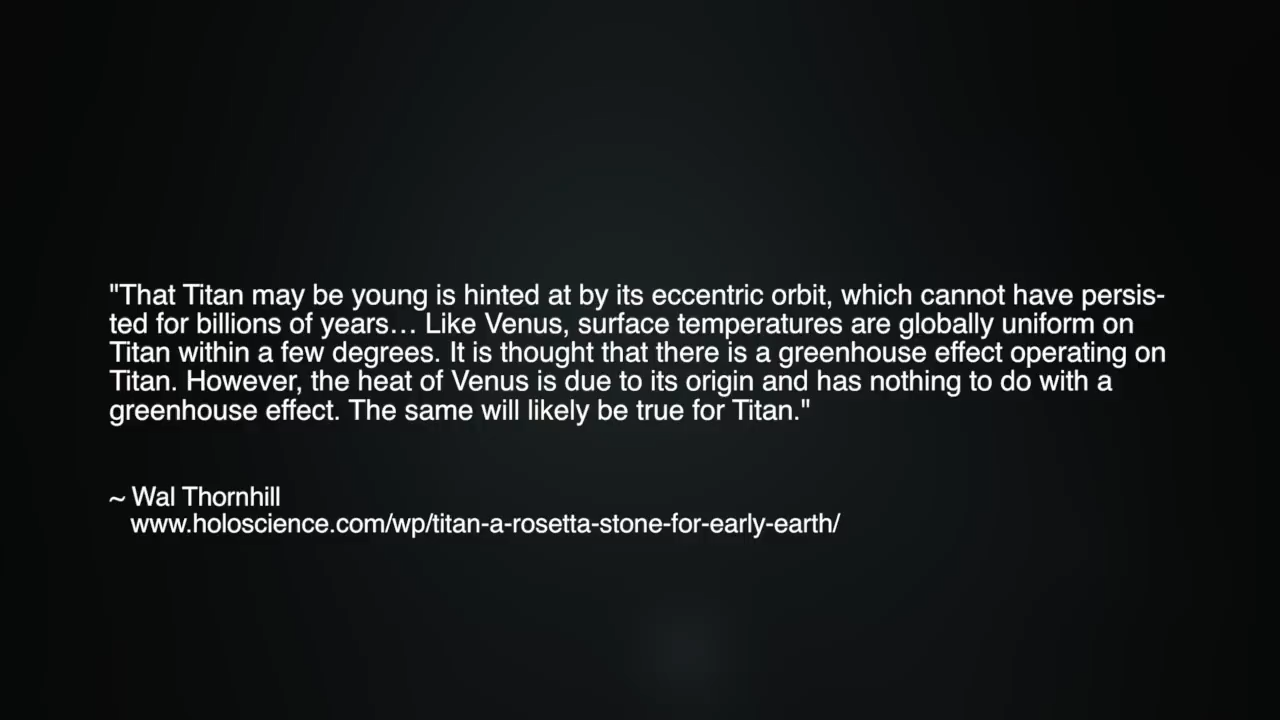 "That Titan may be young is hinted at by its eccentric orbit, which cannot have persis-
ted for billions of years… Like Venus, surface temperatures are globally uniform on
Titan within a few degrees. It is thought that there is a greenhouse effect operating on
Titan. However, the heat of Venus is due to its origin and has nothing to do with a
greenhouse effect. The same will likely be true for Titan."
~ Wal Thornhill
www.holoscience.com/wp/titan-a-rosetta-stone-for-early-earth/